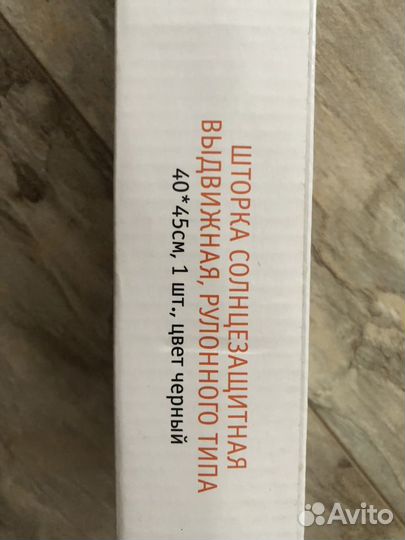 ШТОРКА СОЛНЦЕЗАЩИТНАЯ
ВЫДВИЖНАЯ, РУЛОННОГО ТИПА
40*45см, 1 шт., цвет черный
Avito